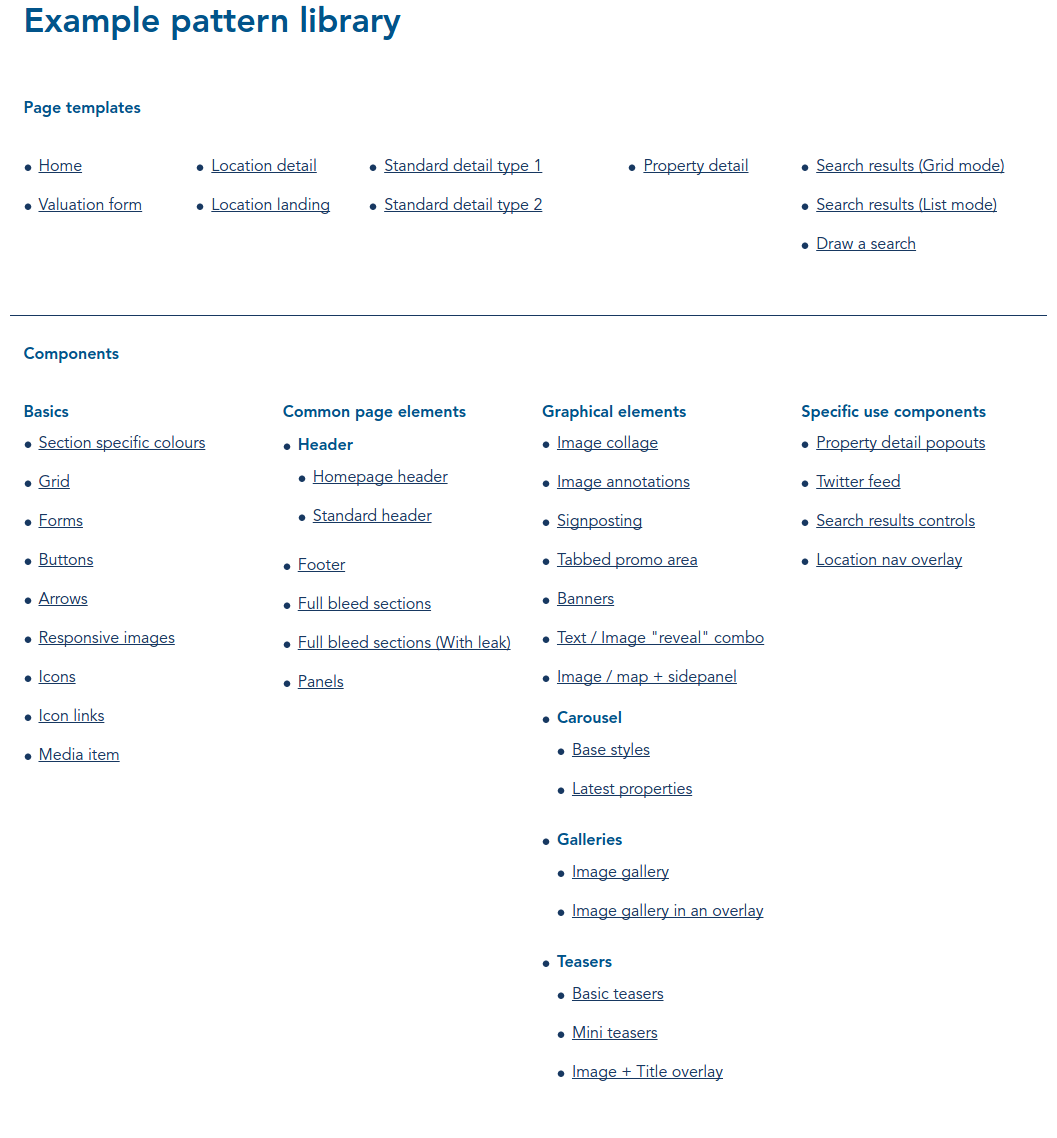 Example pattern library
Page templates
Home
Valuation form
Location detail
Location landing
Standard detail type 1
Standard detail type 2
Property detail
Search results (Grid mode)
Search results (List mode)
Draw a search
Components
Basics
Section specific colours
Grid
Forms
Buttons
Arrows
Responsive images
Icons
Icon links
Media item
Common page elements
Header
Homepage header
Standard header
Footer
Full bleed sections
Full bleed sections (With leak)
Panels
Graphical elements
Image collage
Image annotations
Signposting
Tabbed promo area
Banners
Text / Image "reveal" combo
Image / map + sidepanel
Carousel
Base styles
Latest properties
Galleries
Image gallery
Image gallery in an overlay
Teasers
Basic teasers
Mini teasers
Image + Title overlay
Specific use components
Property detail popouts
Twitter feed
Search results controls
Location nav overlay